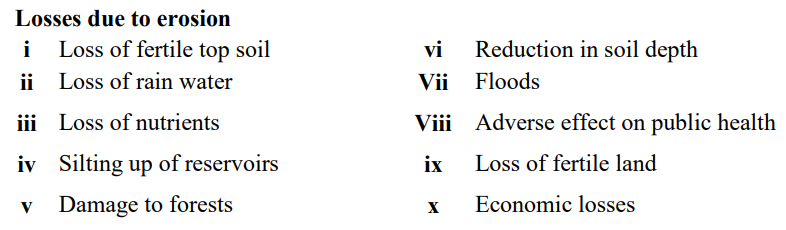 Losses due to erosion
i Loss of fertile top soil
ii Loss of rain water
iii Loss of nutrients
iv Silting up of reservoirs
v Damage to forests
vi Reduction in soil depth
Vii Floods
Viii Adverse effect on public health
ix Loss of fertile land
x Economic losses